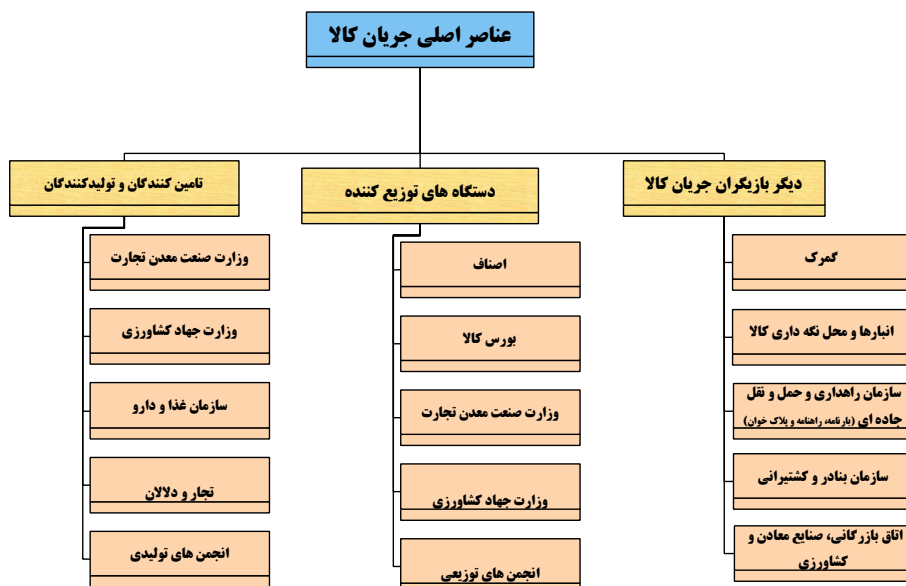 عناصر اصلی جریان کالا
دیگر بازیگران جریان کالا
گمرک
انبارها و محل نگه داری کالا
سازمان راهداری و حمل و نقل
جاده ای (بارنامه، راهنامه و پلاک خوان)
سازمان بنادر و کشتیرانی
اتاق بازرگانی، صنایع معادن و
کشاورزی
دستگاه های توزیع کننده
اصناف
بورس کالا
وزارت صنعت معدن تجارت
وزارت جهاد کشاورزی
انجمن های توزیعی
تامین کنندگان و تولیدکنندگان
وزارت صنعت معدن تجارت
وزارت جهاد کشاورزی
سازمان غذا و دارو
تجار و دلالان
انجمن های تولیدی